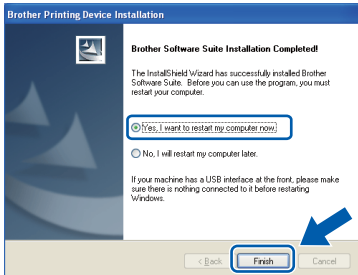 Brother Printing Device Installation
Brother Software Suite Installation Completed!
The InstallShield Wizard has successfully installed Brother
Software Suite. Before you can use the program, you must
restart your computer.
Yes, I want to restart my computer now.
No, I will restart my computer later.
If your machine has a USB interface at the front, please make
sure there is nothing connected to it before restarting
Windows.
< Back Finish Cancel